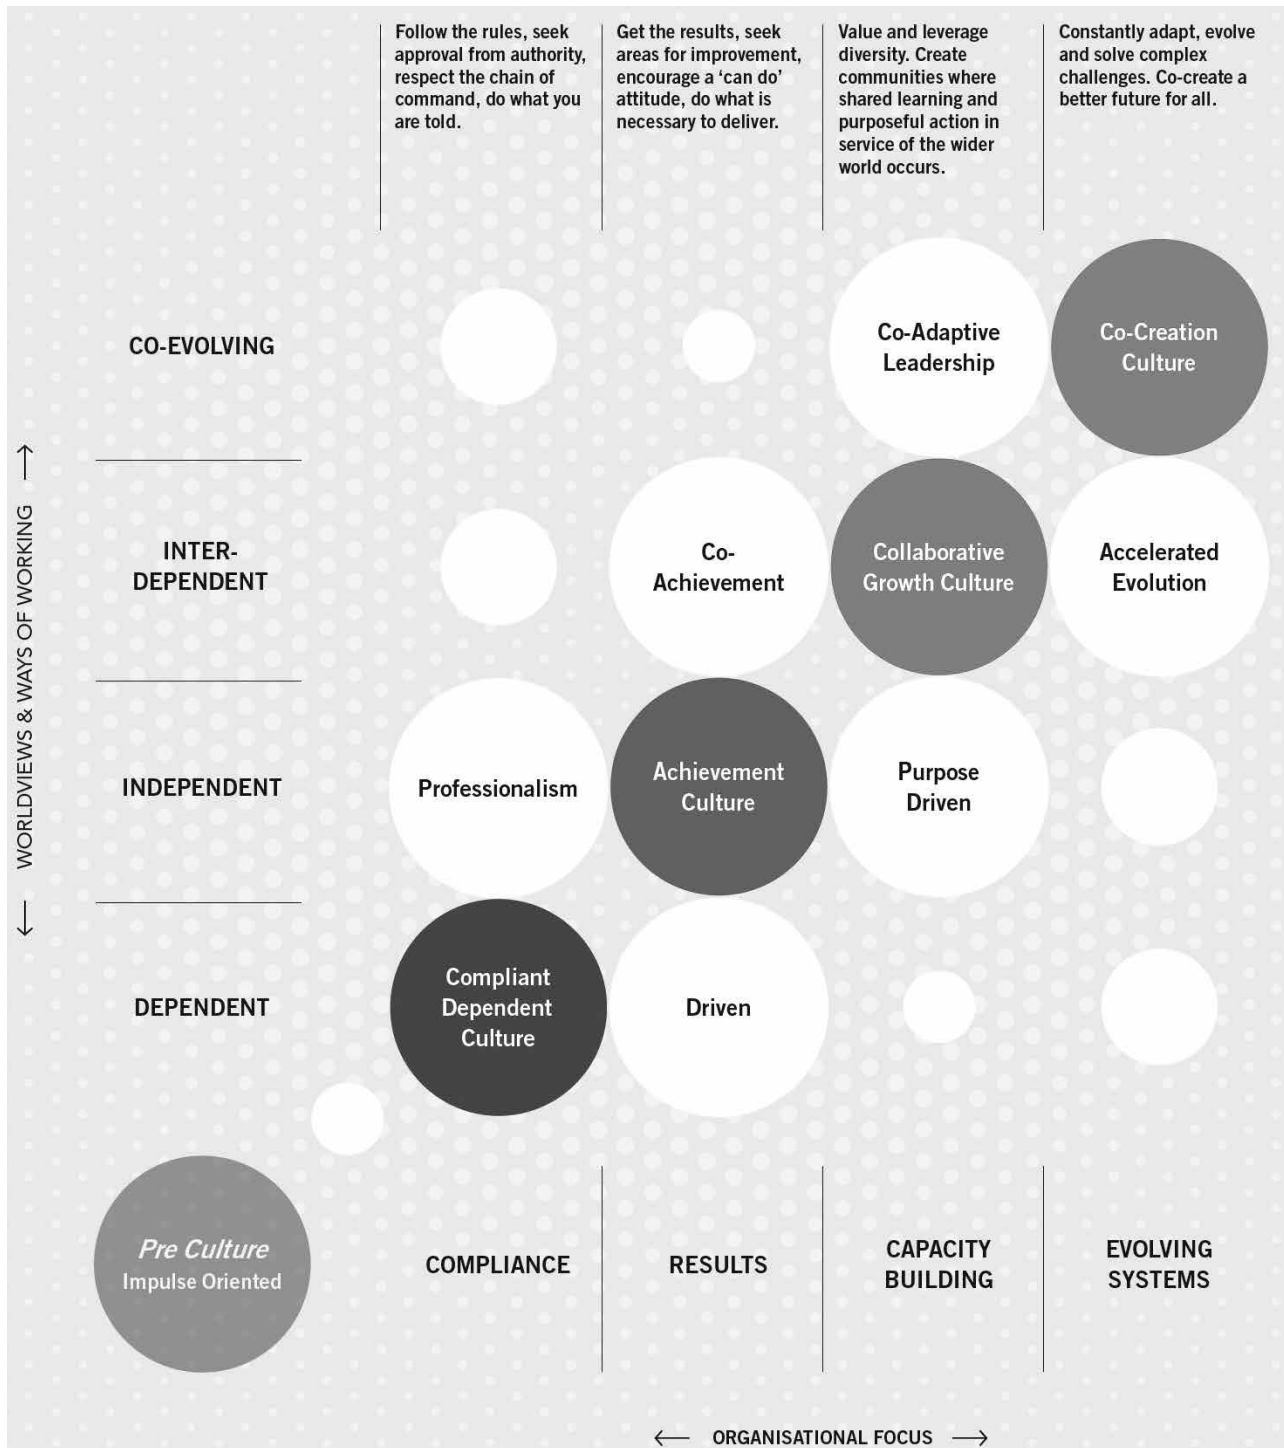 Follow the rules, seek
approval from authority,
respect the chain of
command, do what you
are told.
Get the results, seek
areas for improvement,
encourage a ‘can do’
attitude, do what is
necessary to deliver.
Value and leverage
diversity. Create
communities where
shared learning and
purposeful action in
service of the wider
world occurs.
Constantly adapt, evolve
and solve complex
challenges. Co-create a
better future for all.
WORLDVIEWS & WAYS OF WORKING
CO-EVOLVING
Co-Adaptive
Leadership
Co-Creation
Culture
INTER-
DEPENDENT
Co-
Achievement
Collaborative
Growth Culture
Accelerated
Evolution
INDEPENDENT
Professionalism
Achievement
Culture
Purpose
Driven
DEPENDENT
Compliant
Dependent
Culture
Driven
Pre Culture
Impulse Oriented
COMPLIANCE
RESULTS
CAPACITY
BUILDING
EVOLVING
SYSTEMS
ORGANISATIONAL FOCUS